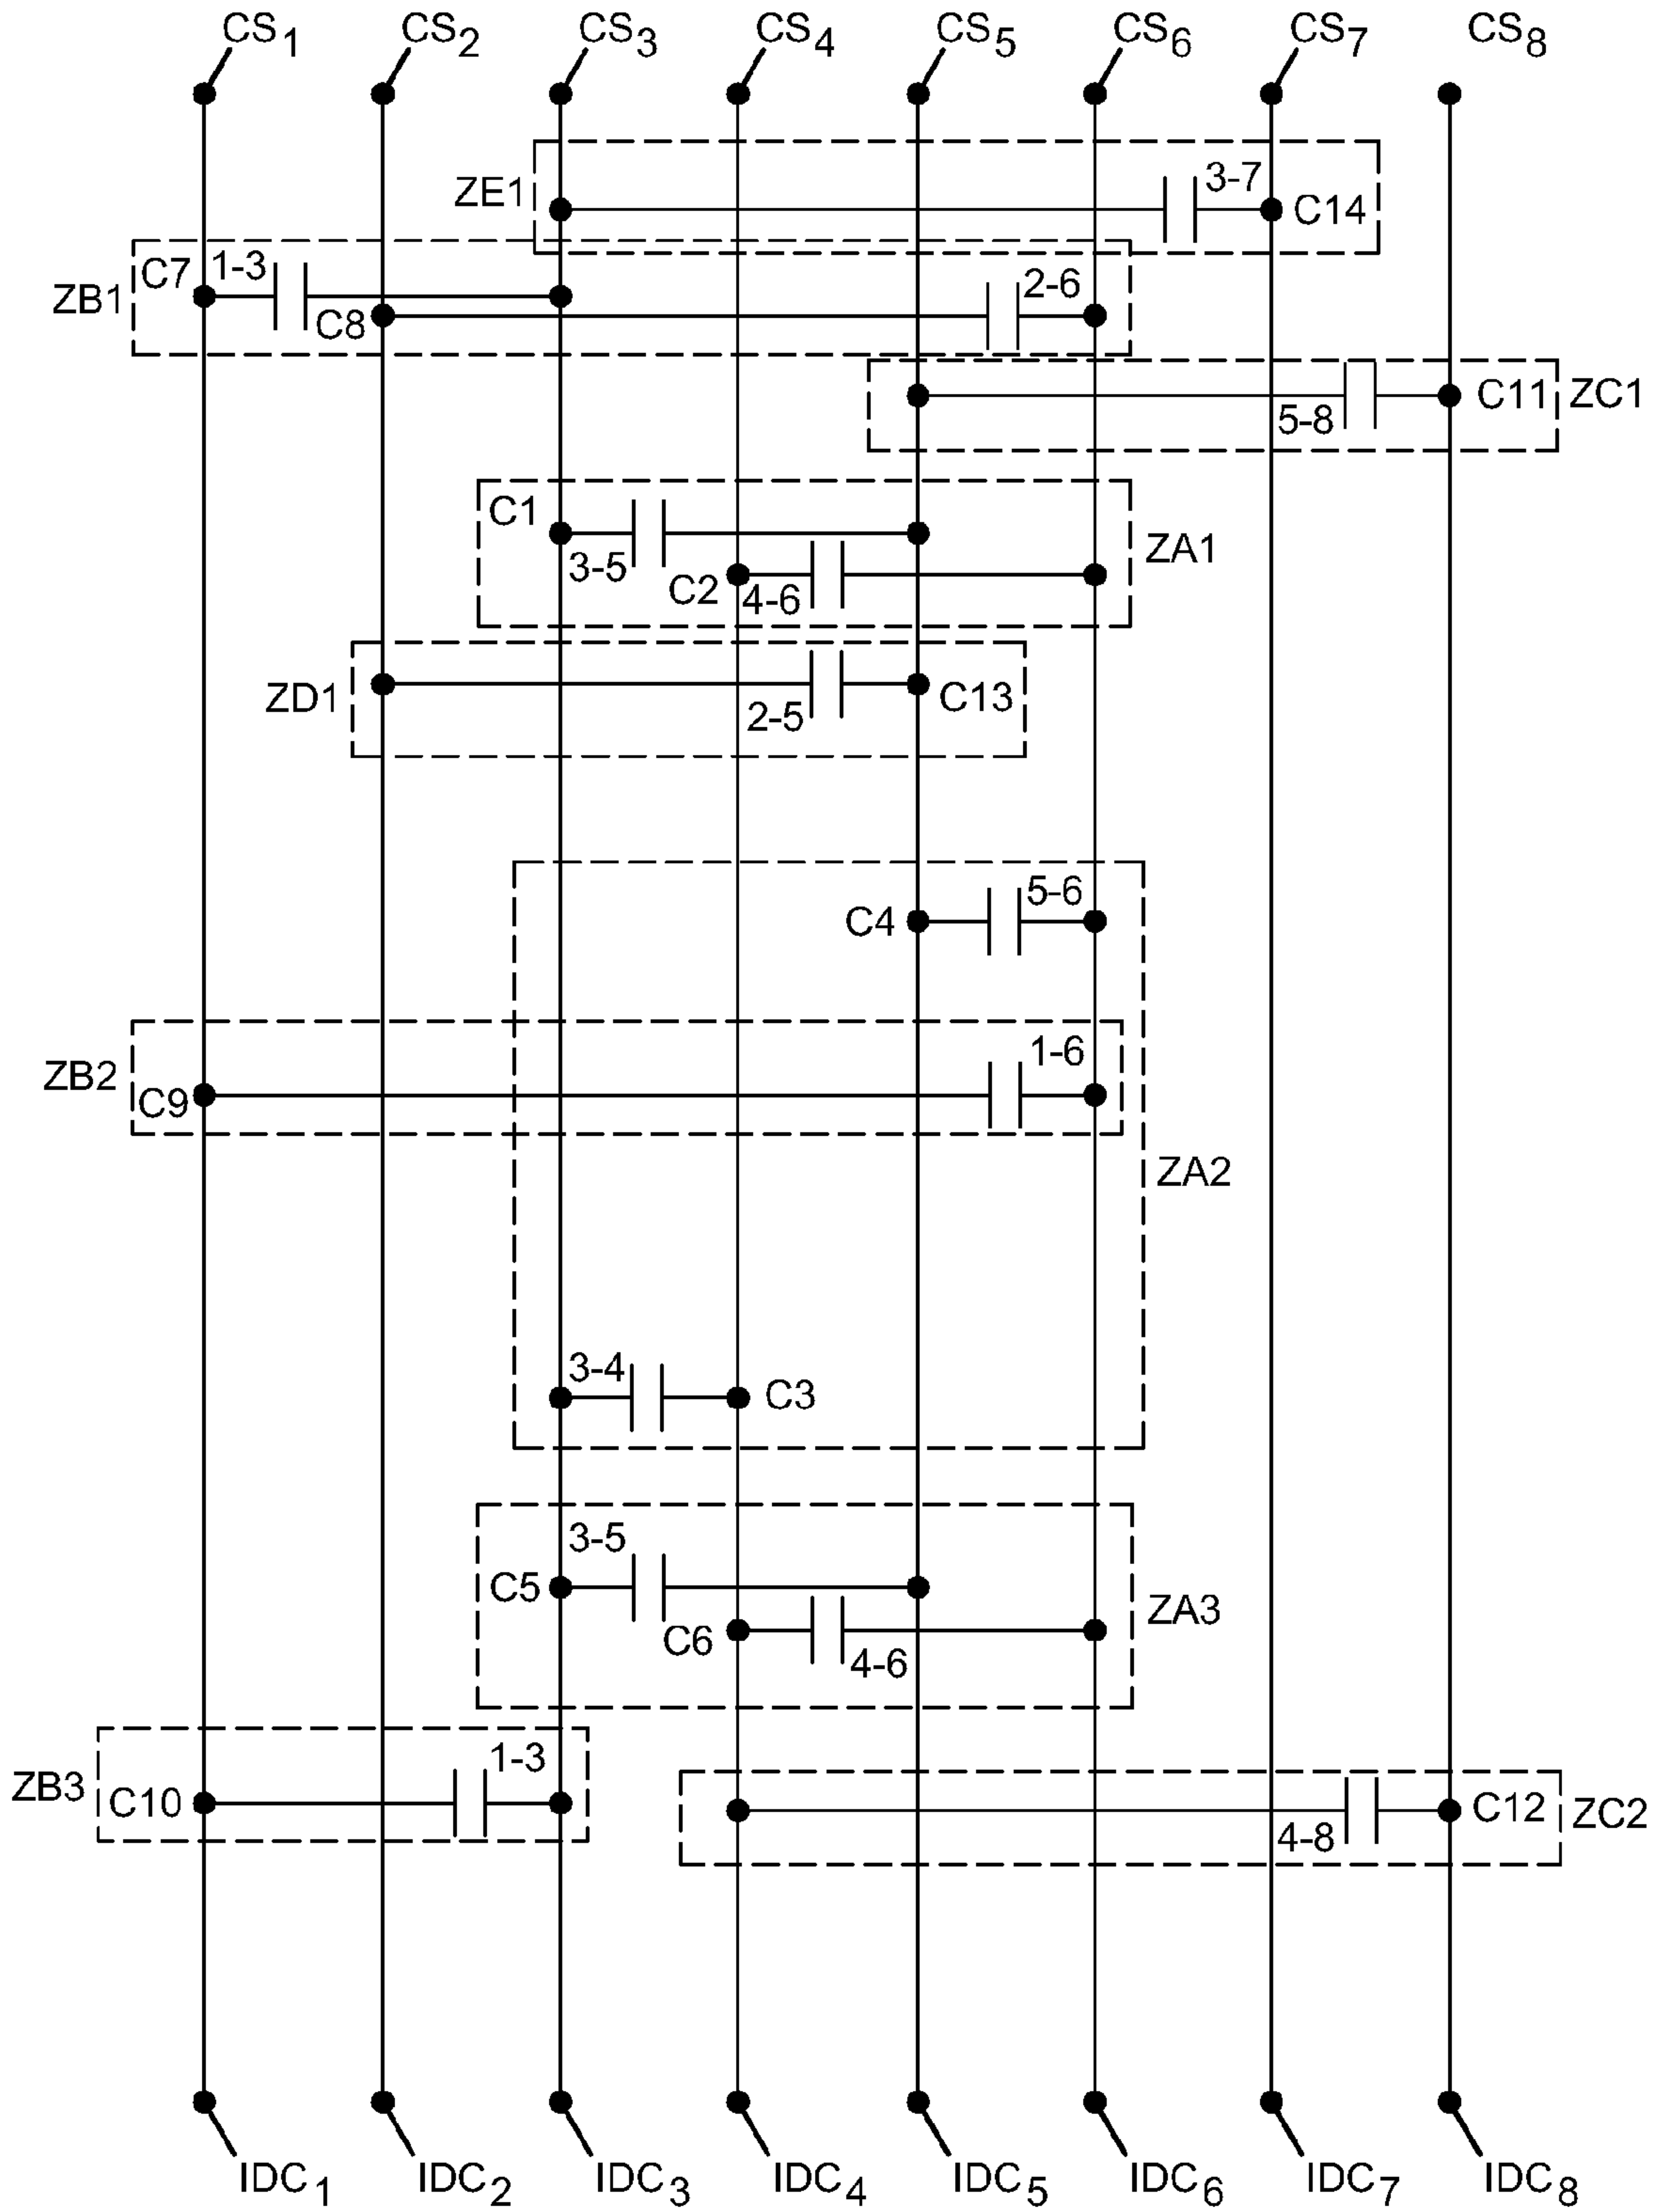 CS1 CS2 CS3 CS4 CS5 CS6 CS7 CS8
3-7
ZE1 C14
C7 1-3 2-6
ZB1 C8
5-8 C11 ZC1
C1
3-5 ZA1
C2 4-6
ZD1 2-5 C13
5-6
C4
1-6
ZB2 C9
ZA2
3-4 C3
3-5
C5 ZA3
C6 4-6
1-3
ZB3 C10 C12 ZC2
4-8
IDC1 IDC2 IDC3 IDC4 IDC5 IDC6 IDC7 IDC8